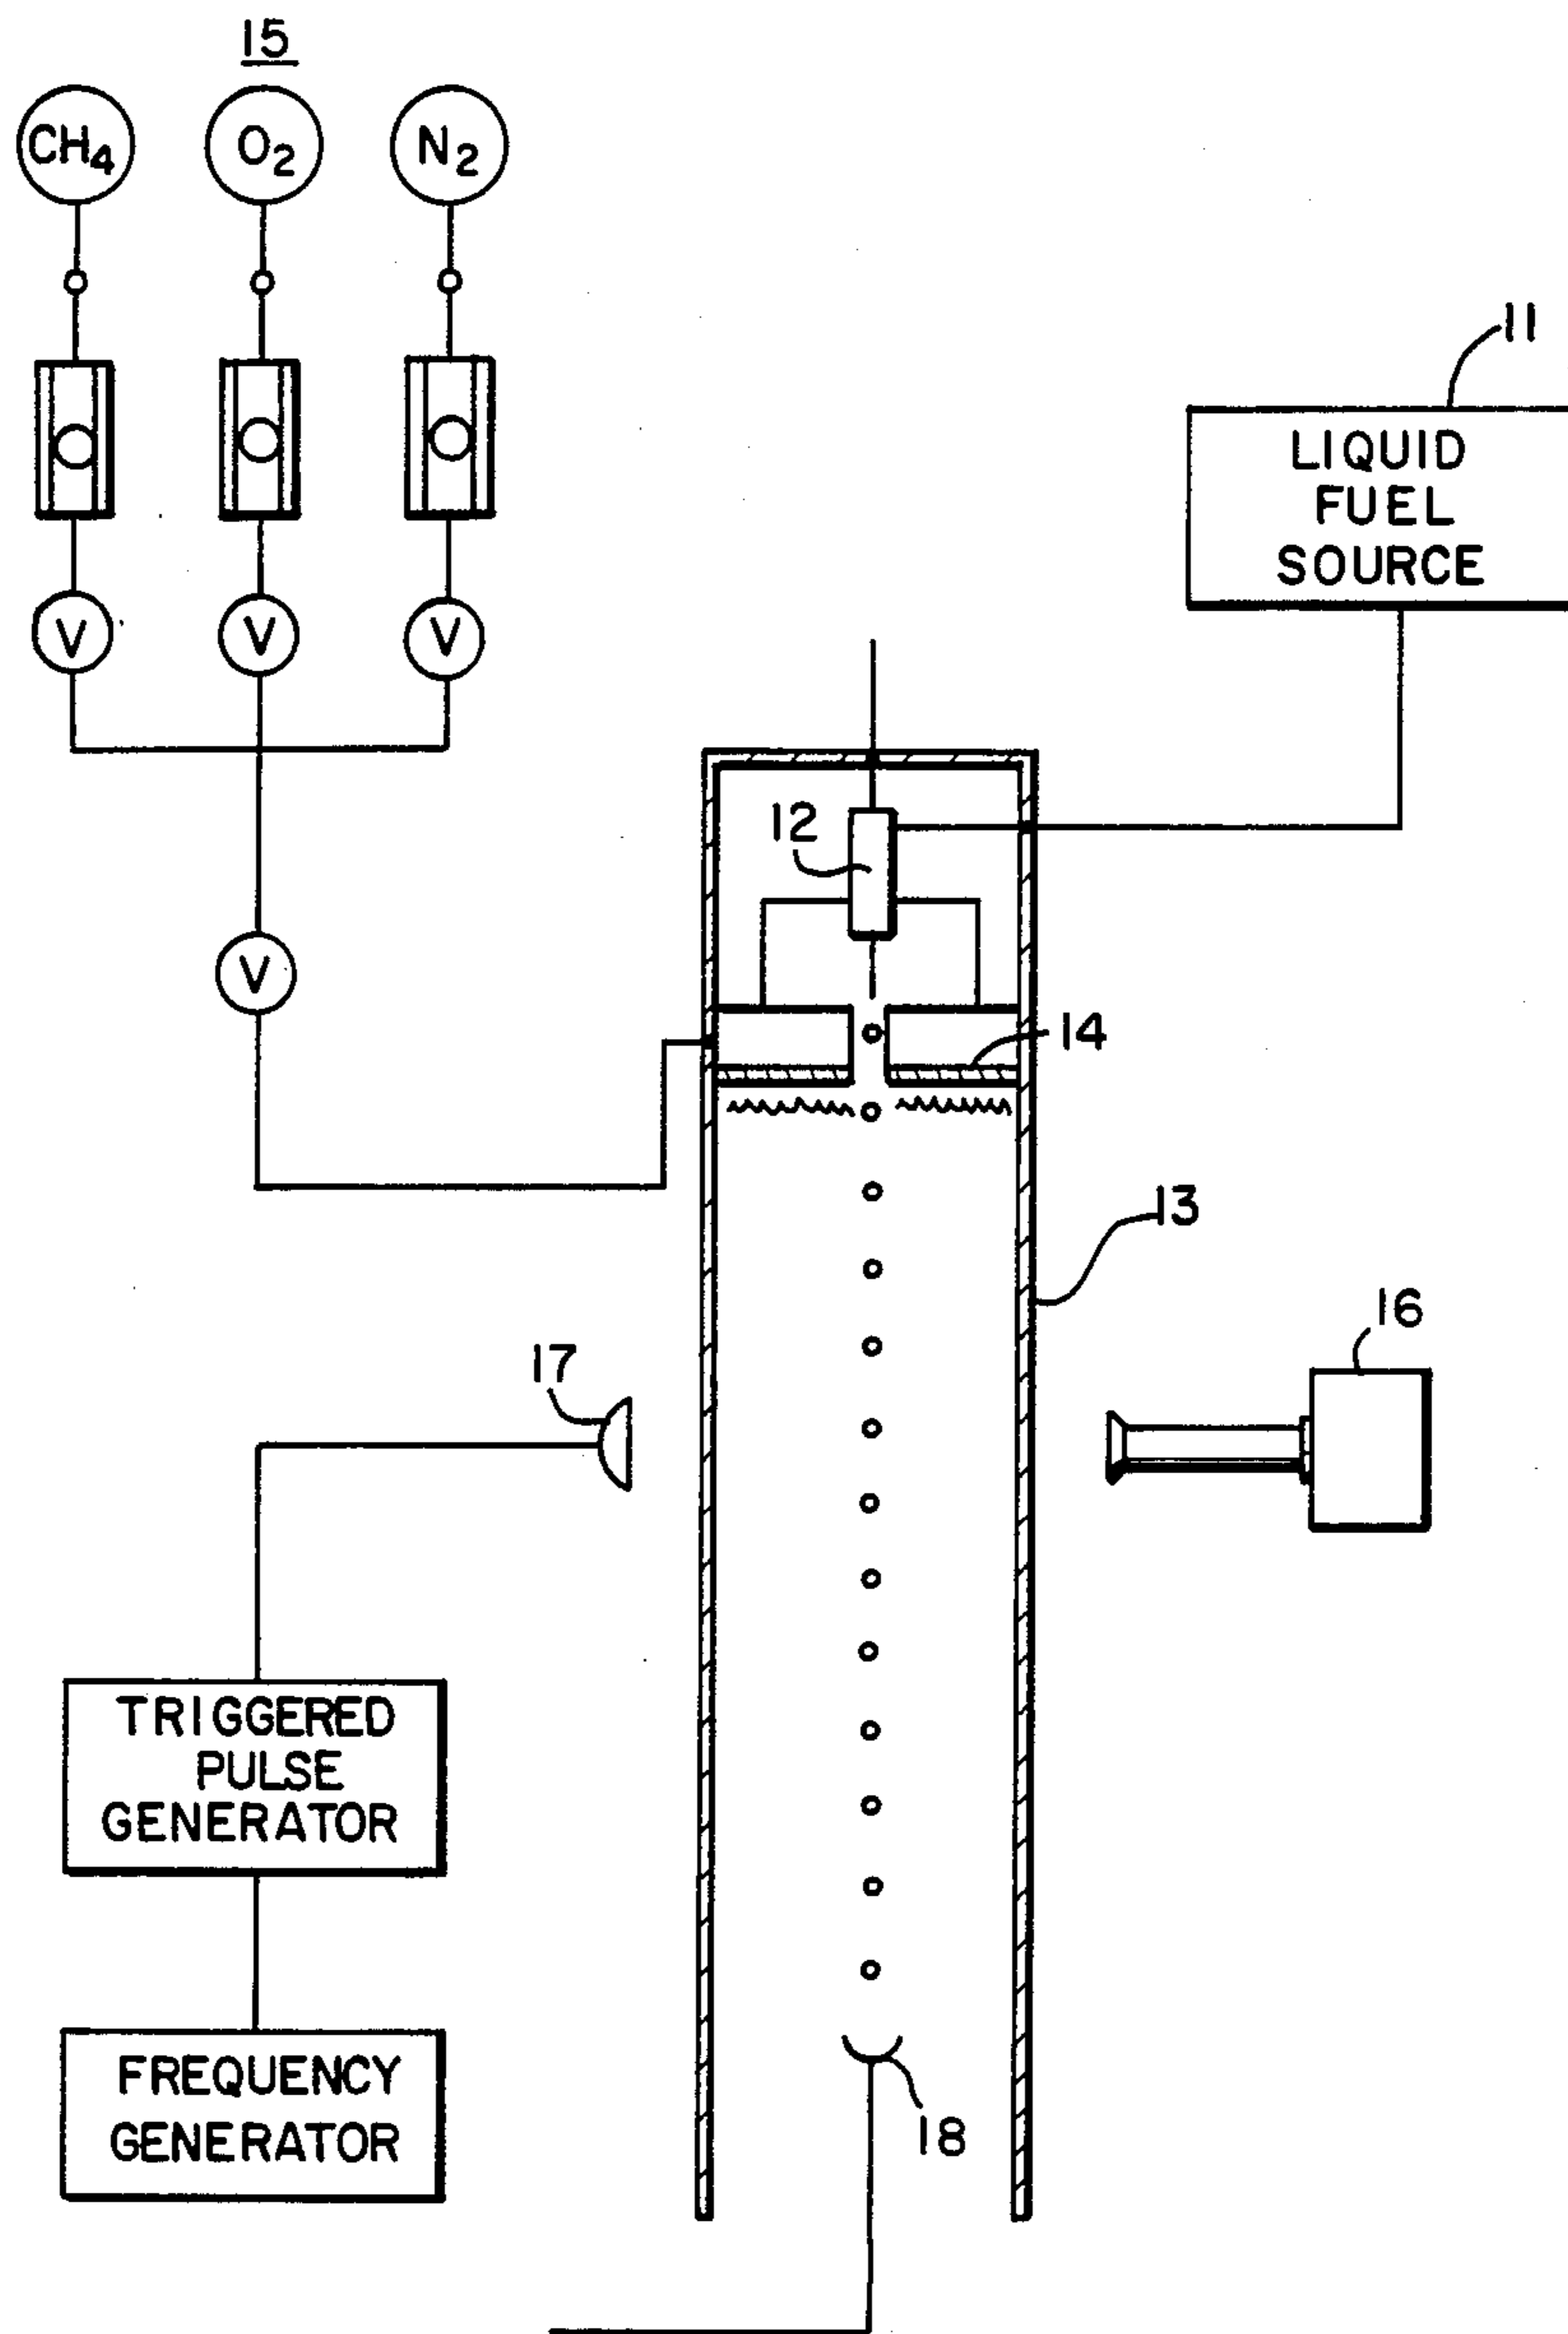 15
CH4
O2
N2
11
LIQUID
FUEL
SOURCE
V
V
V
12
V
14
13
16
17
TRIGGERED
PULSE
GENERATOR
FREQUENCY
GENERATOR
18